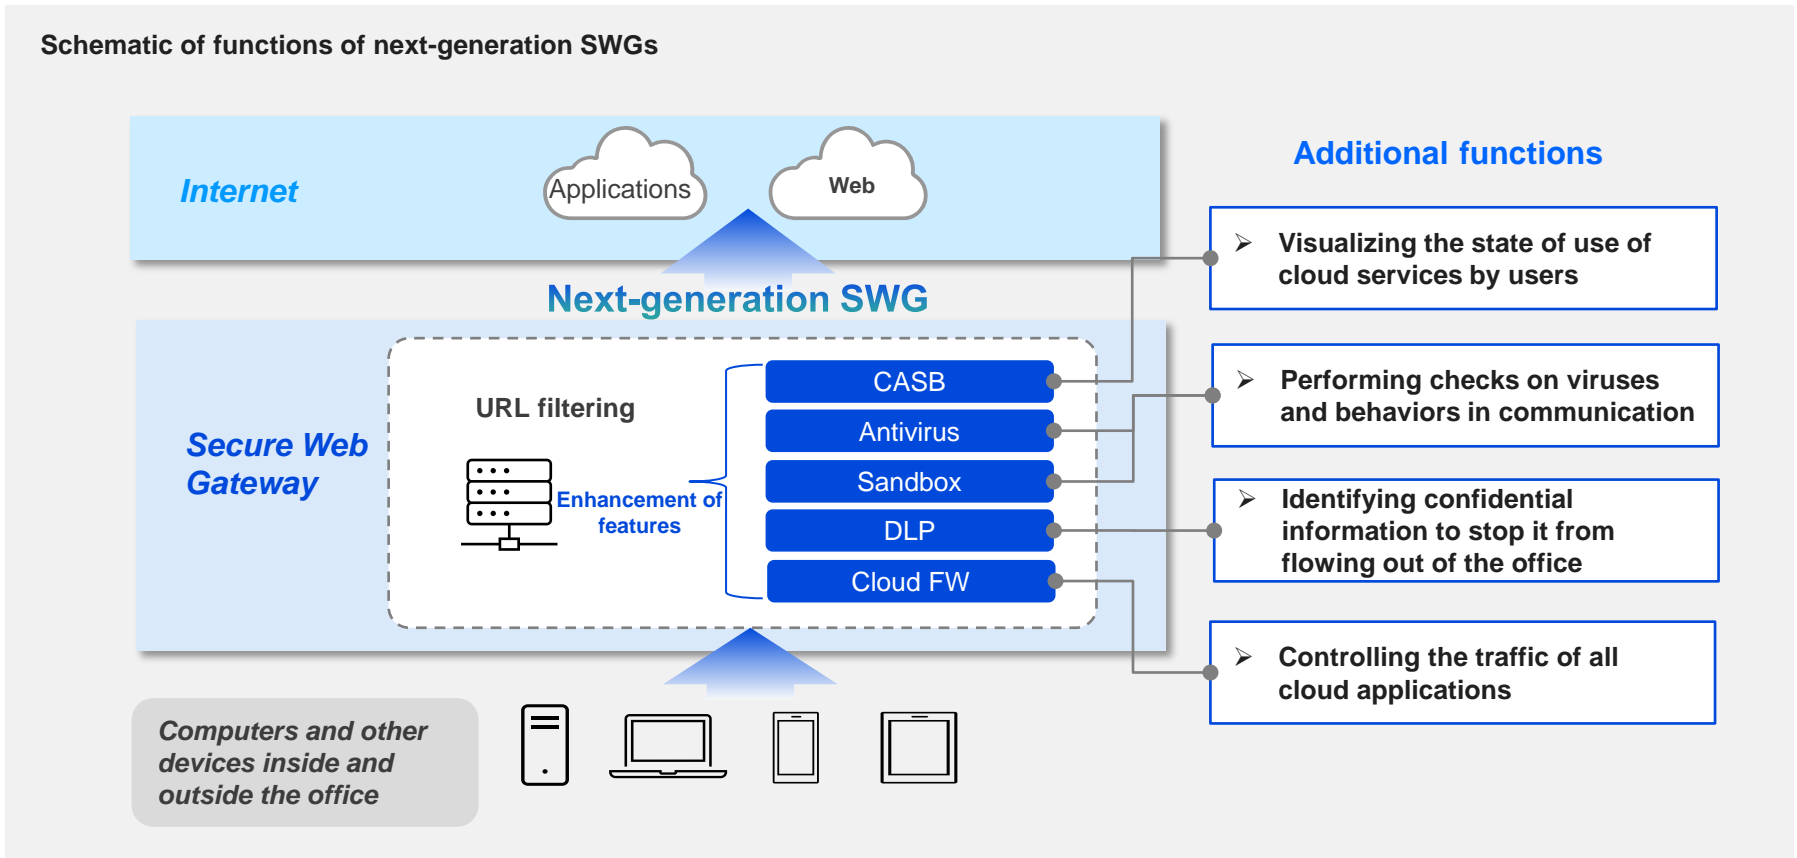 Schematic of functions of next-generation SWGs
Internet
Applications
Web
Additional functions
➢ Visualizing the state of use of
cloud services by users
Next-generation SWG
Secure Web
Gateway
URL filtering
Enhancement of
features
CASB
Antivirus
Sandbox
DLP
Cloud FW
➢ Performing checks on viruses
and behaviors in communication
➢ Identifying confidential
information to stop it from
flowing out of the office
➢ Controlling the traffic of all
cloud applications
Computers and other
devices inside and
outside the office